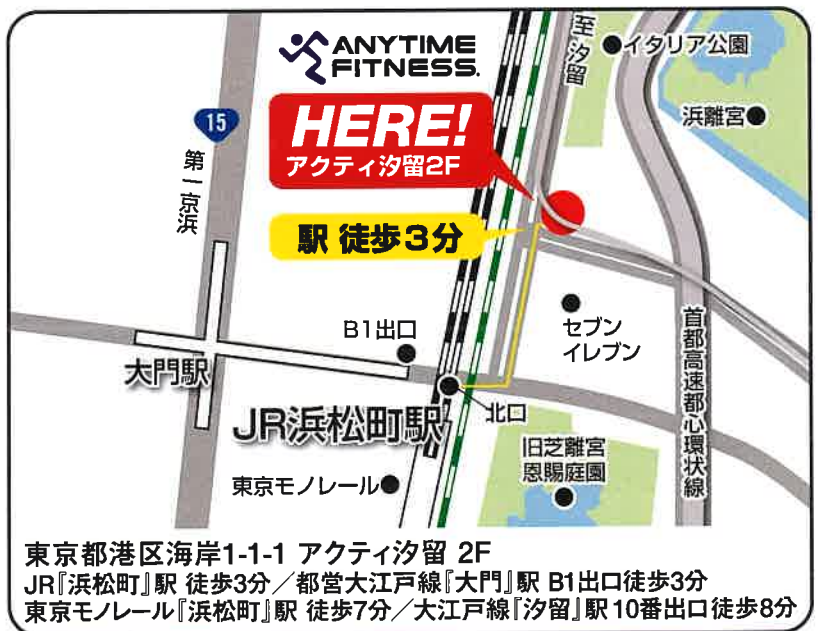 ANYTIME
FITNESS.
至汐留
イタリア公園
浜離宮
15
第一京浜
HERE!
アクティ汐留2F
駅 徒歩3分
B1出口
セブン
イレブン
首都高速都心環状線
大門駅
JR浜松町駅
北口
旧芝離宮
恩賜庭園
東京モノレール
東京都港区海岸1-1-1 アクティ汐留 2F
JR『浜松町』駅 徒歩3分／都営大江戸線『大門』駅 B1出口徒歩3分
東京モノレール『浜松町』駅 徒歩7分／大江戸線『汐留』駅10番出口徒歩8分